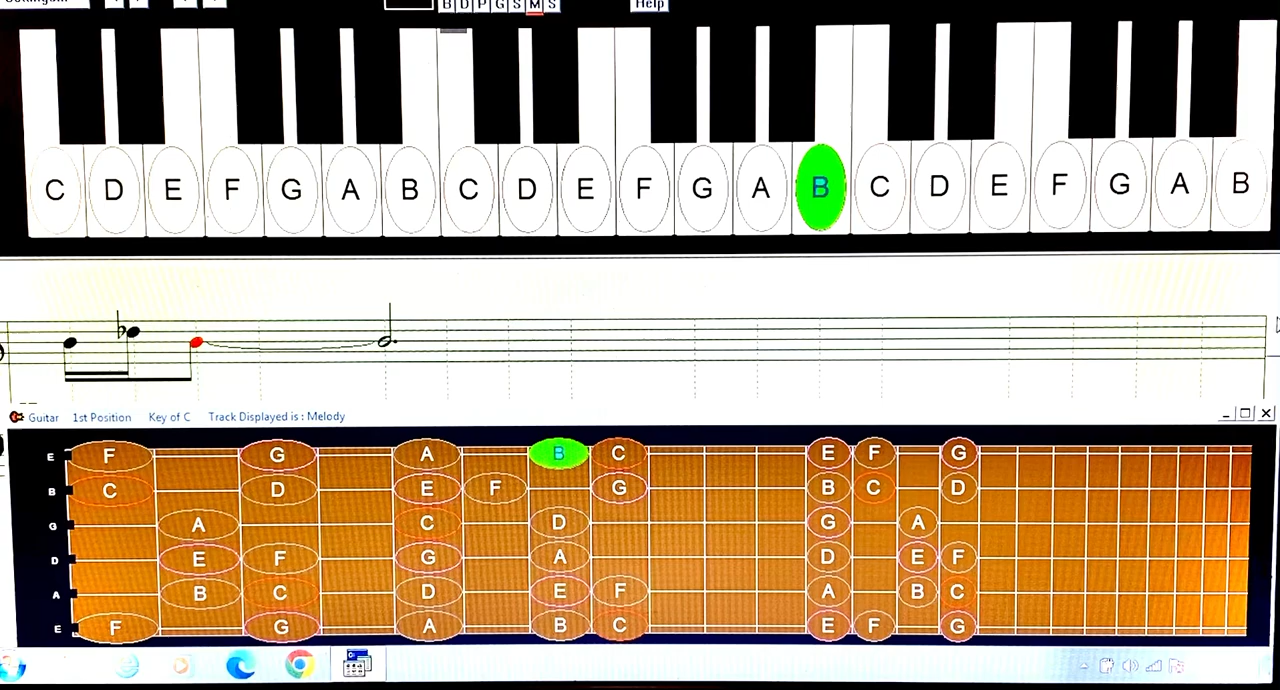 B D P G S M S
Help
C D E F G A B C D E F G A B C D E F G A B
Guitar 1st Position Key of C Track Displayed is : Melody
E F G A B C E F G
B C D E F G B C D
G A C D G A
D E F G A D E F
A B C D E F A B C
E F G A B C E F G